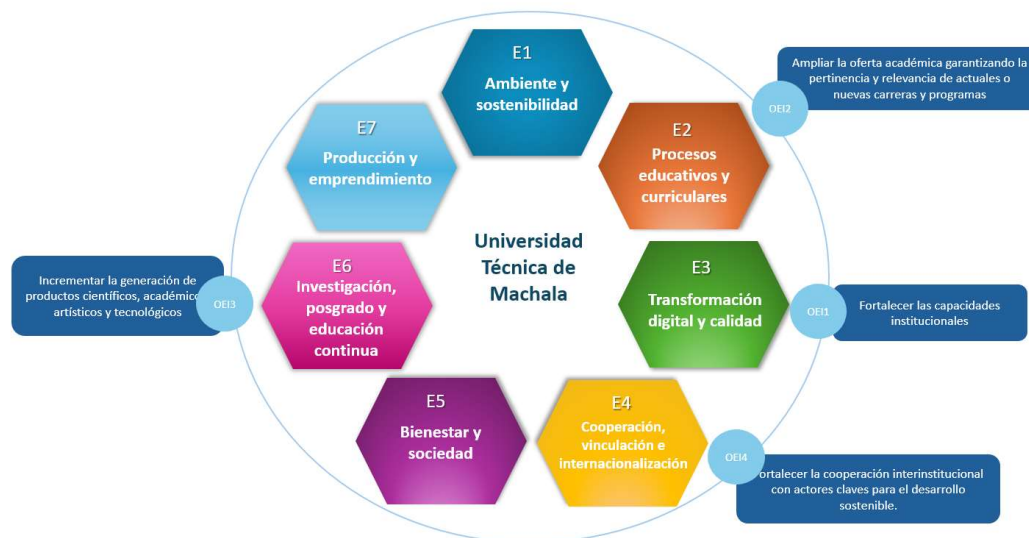 E1
Ambiente y
sostenibilidad
Ampliar la oferta académica garantizando la
pertinencia y relevancia de actuales o
nuevas carreras y programas
OEI2
E2
Procesos
educativos y
curriculares
E7
Producción y
emprendimiento
Universidad
Técnica de
Machala
E3
Transformación
digital y calidad
OEI1
Fortalecer las capacidades
institucionales
Incrementar la generación de
productos científicos, académico
artísticos y tecnológicos
OEI3
E6
Investigación,
posgrado y
educación
continua
E5
Bienestar y
sociedad
E4
Cooperación,
vinculación e
internacionalización
OEI4
ortalecer la cooperación interinstitucional
con actores claves para el desarrollo
sostenible.